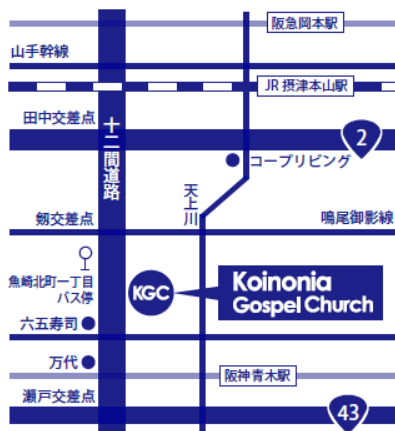 阪急岡本駅
山手幹線
JR 摂津本山駅
田中交差点
十二間道路
2
コープリビング
天上川
剱交差点
鳴尾御影線
魚崎北町一丁目
バス停
KGC
Koinonia
Gospel Church
六五寿司
万代
阪神青木駅
瀬戸交差点
43